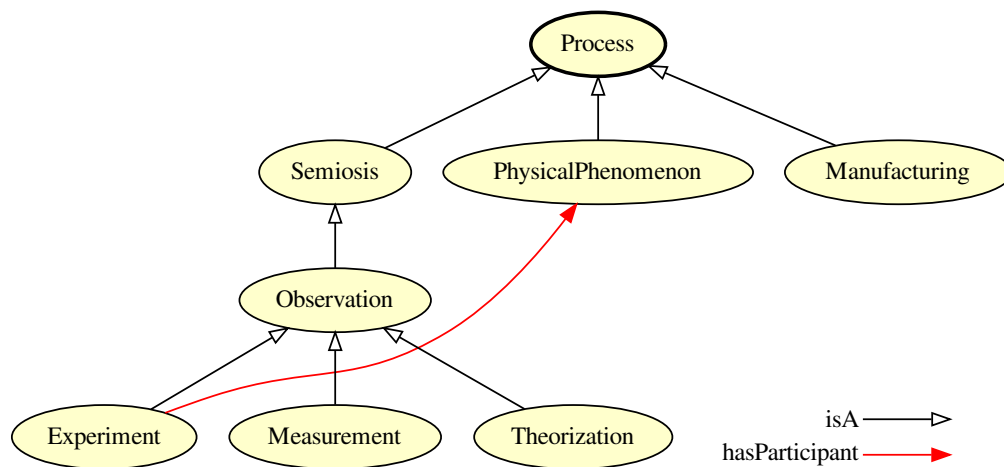 Process
Semiosis
PhysicalPhenomenon
Manufacturing
Observation
Experiment
Measurement
Theorization
isA
hasParticipant